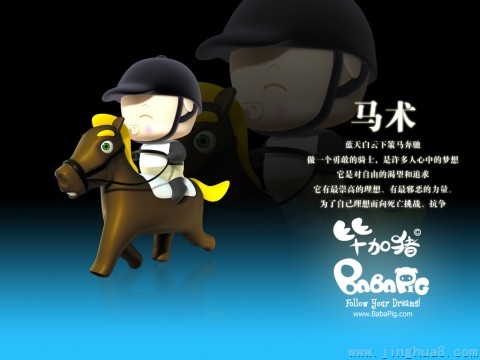 马术
蓝天白云下策马奔驰
做一个勇敢的骑士，是许多人心中的梦想
它是对自由的渴望和追求
它有最崇高的理想、有最邪恶的力量。
为了自己理想而向死亡挑战、抗争
加猪©
BABAPIG
Follow Your Dreams!
www.BabaPig.com
www.jinghua8.com